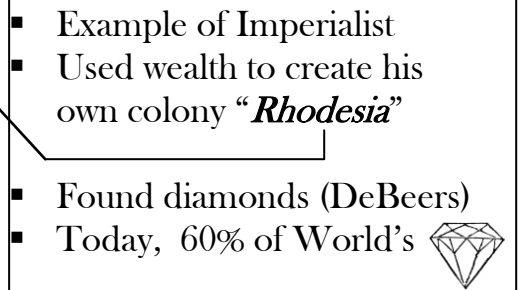 ▪ Example of Imperialist
▪ Used wealth to create his
own colony “Rhodesia”
▪ Found diamonds (DeBeers)
▪ Today, 60% of World’s